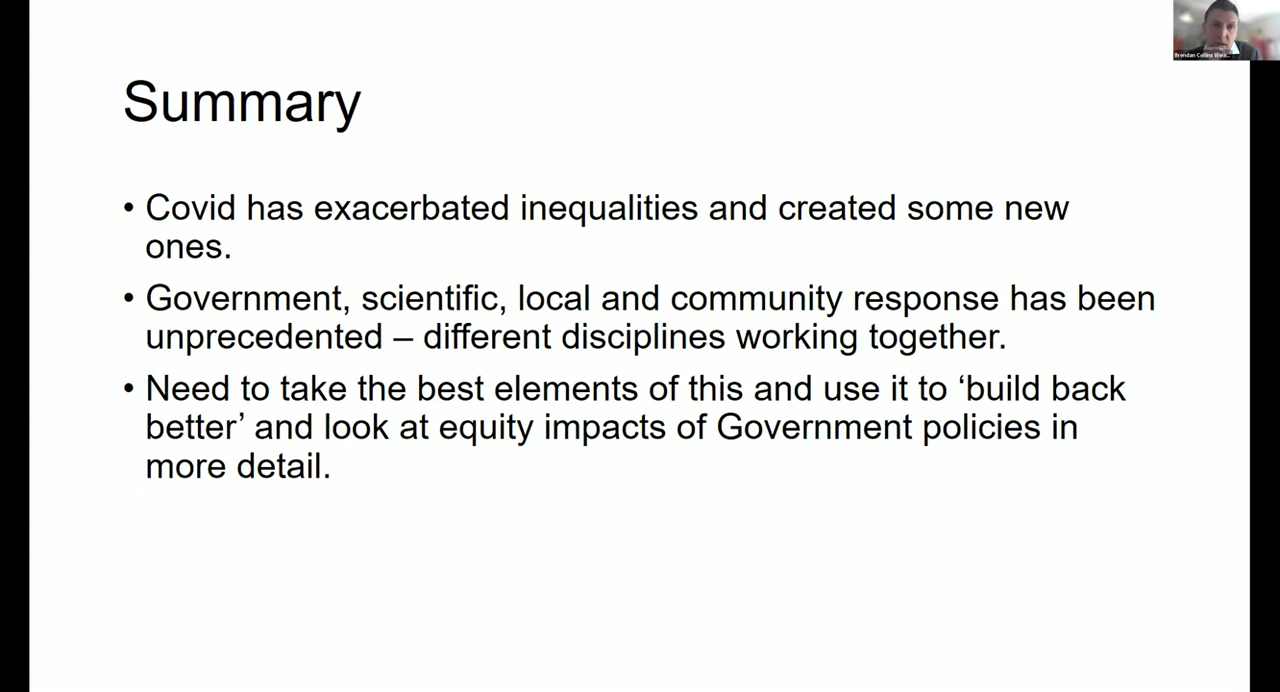 Summary
• Covid has exacerbated inequalities and created some new
ones.
• Government, scientific, local and community response has been
unprecedented – different disciplines working together.
• Need to take the best elements of this and use it to ‘build back
better’ and look at equity impacts of Government policies in
more detail.
Brendan Collins